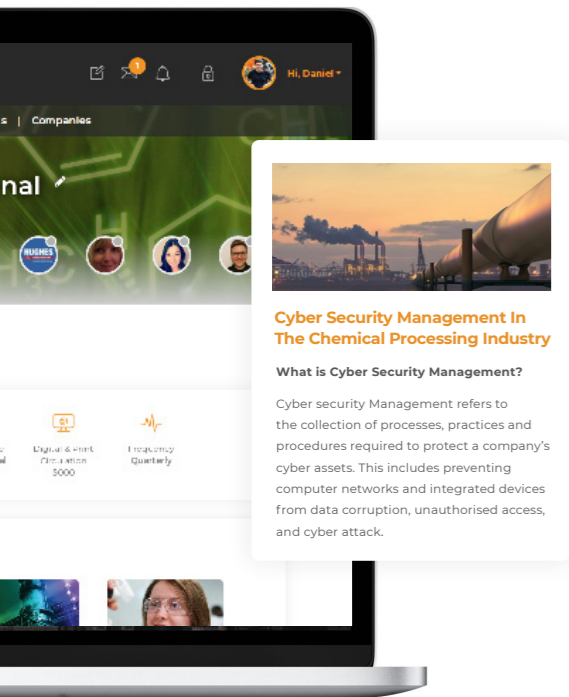 1
Hi, Daniel
s | Companies
CH
nal
HUGHES
H3C
H
Cyber Security Management In
The Chemical Processing Industry
What is Cyber Security Management?
Cyber security Management refers to
the collection of processes, practices and
procedures required to protect a company's
cyber assets. This includes preventing
computer networks and integrated devices
from data corruption, unauthorised access,
and cyber attack.
Digital & Print
Circulation
5000
Frequency
Quarterly